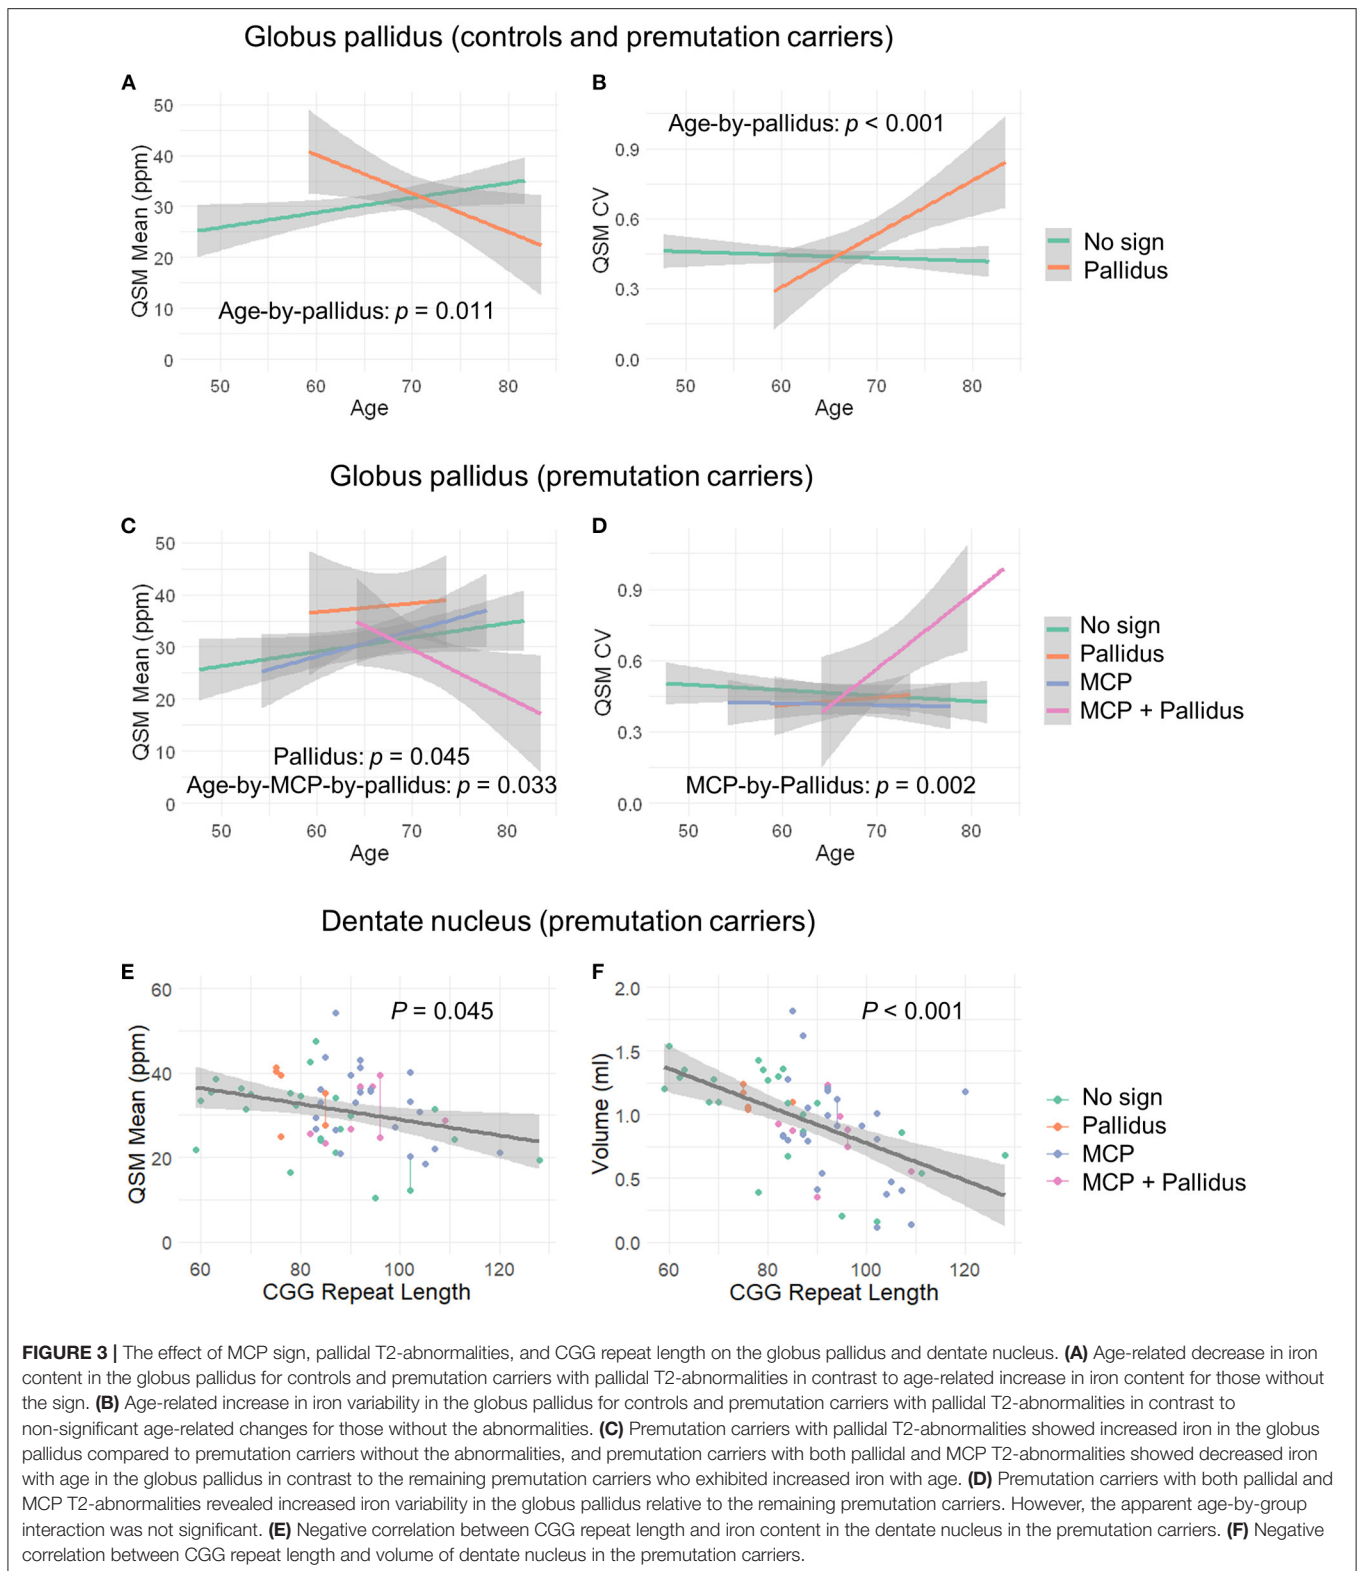 Globus pallidus (controls and premutation carriers)
A
B
50
40
30
20
10
0
QSM Mean (ppm)
Age-by-pallidus: p = 0.011
50 60 70 80
Age
0.9
0.6
0.3
0.0
QSM CV
Age-by-pallidus: p < 0.001
50 60 70 80
Age
No sign
Pallidus
Globus pallidus (premutation carriers)
C
D
50
40
30
20
10
0
QSM Mean (ppm)
Pallidus: p = 0.045
Age-by-MCP-by-pallidus: p = 0.033
50 60 70 80
Age
0.9
0.6
0.3
0.0
QSM CV
MCP-by-Pallidus: p = 0.002
50 60 70 80
Age
No sign
Pallidus
MCP
MCP + Pallidus
Dentate nucleus (premutation carriers)
E
F
60
40
20
0
QSM Mean (ppm)
P = 0.045
60 80 100 120
CGG Repeat Length
2.0
1.5
1.0
0.5
0.0
Volume (ml)
P < 0.001
60 80 100 120
CGG Repeat Length
No sign
Pallidus
MCP
MCP + Pallidus
FIGURE 3 | The effect of MCP sign, pallidal T2-abnormalities, and CGG repeat length on the globus pallidus and dentate nucleus. (A) Age-related decrease in iron
content in the globus pallidus for controls and premutation carriers with pallidal T2-abnormalities in contrast to age-related increase in iron content for those without
the sign. (B) Age-related increase in iron variability in the globus pallidus for controls and premutation carriers with pallidal T2-abnormalities in contrast to
non-significant age-related changes for those without the abnormalities. (C) Premutation carriers with pallidal T2-abnormalities showed increased iron in the globus
pallidus compared to premutation carriers without the abnormalities, and premutation carriers with both pallidal and MCP T2-abnormalities showed decreased iron
with age in the globus pallidus in contrast to the remaining premutation carriers who exhibited increased iron with age. (D) Premutation carriers with both pallidal and
MCP T2-abnormalities revealed increased iron variability in the globus pallidus relative to the remaining premutation carriers. However, the apparent age-by-group
interaction was not significant. (E) Negative correlation between CGG repeat length and iron content in the dentate nucleus in the premutation carriers. (F) Negative
correlation between CGG repeat length and volume of dentate nucleus in the premutation carriers.